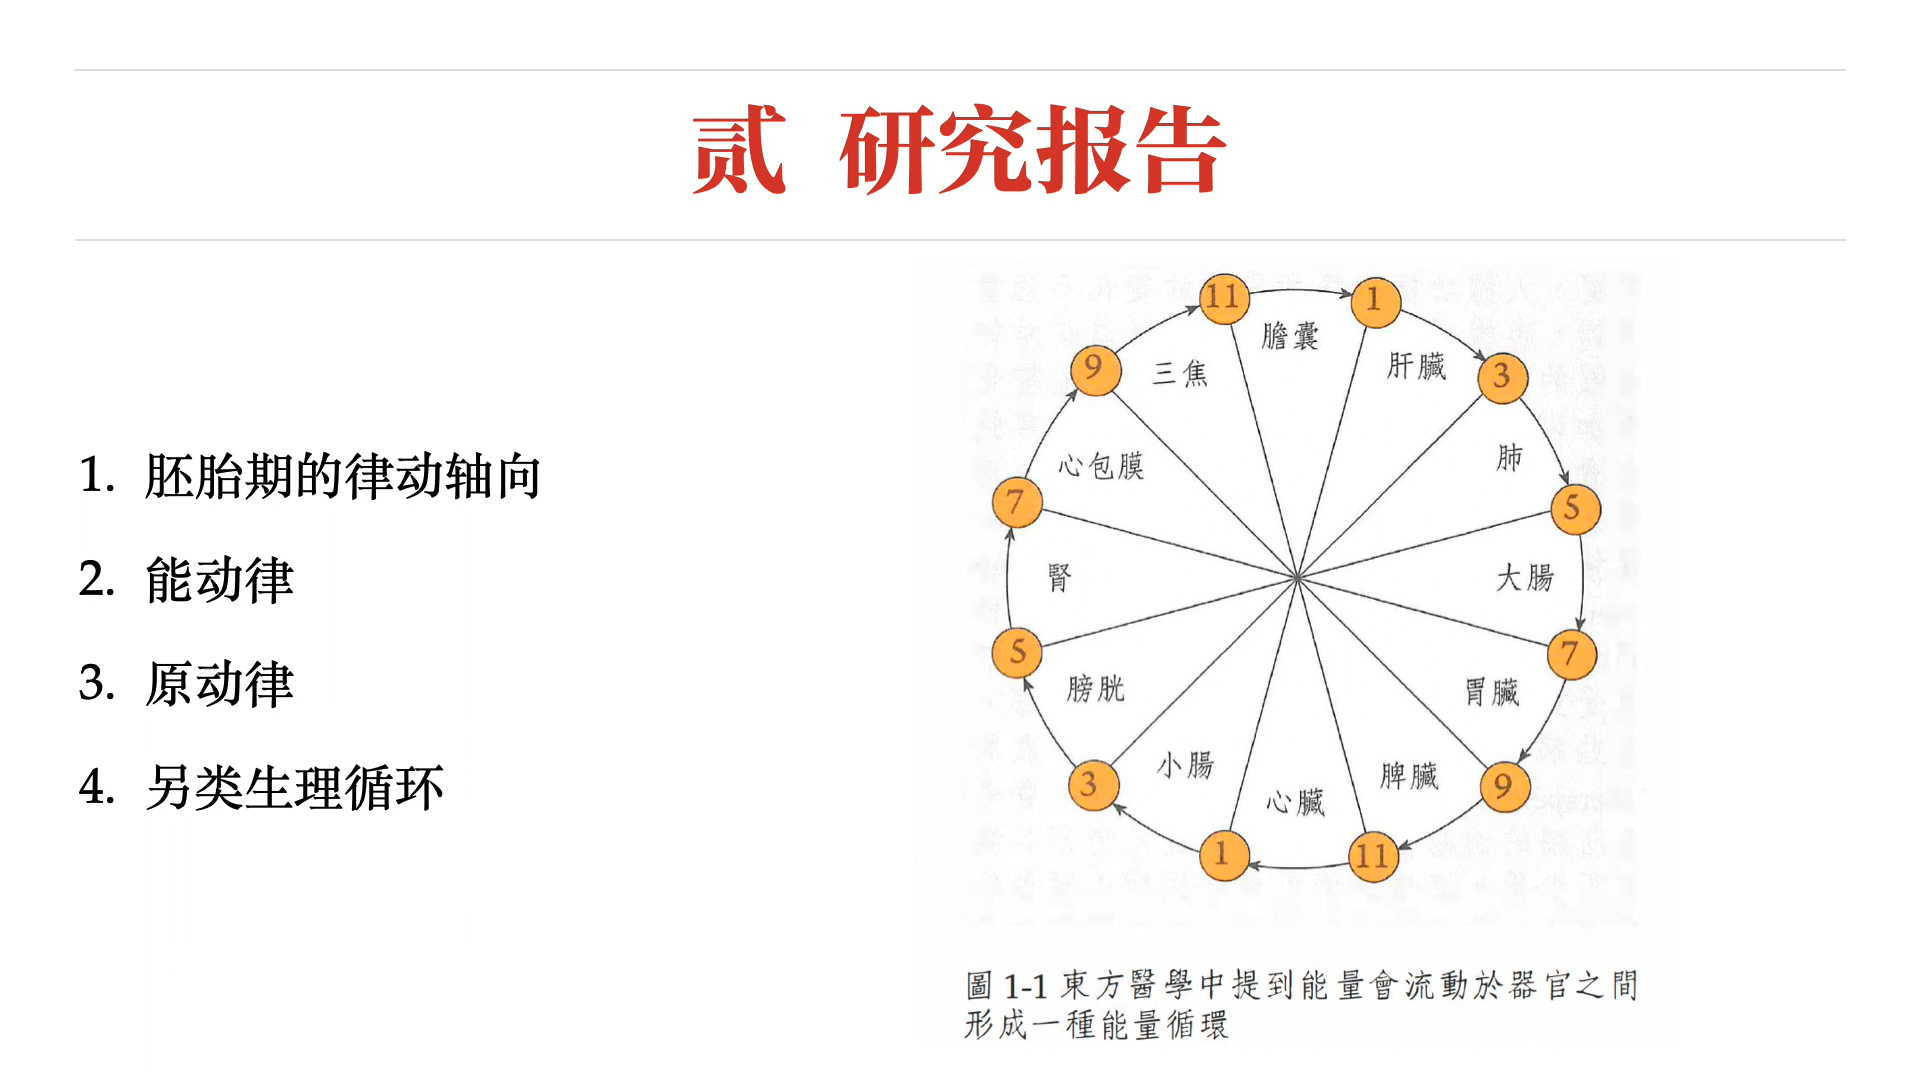 贰 研究报告
1. 胚胎期的律动轴向
2. 能动律
3. 原动律
4. 另类生理循环
11
1
膽囊
肝臟
三焦
9
3
肺
心包膜
7
5
大腸
腎
5
7
膀胱
胃臟
小腸
脾臟
3
9
心臟
1
11
圖 1-1 東方醫學中提到能量會流動於器官之間
形成一種能量循環